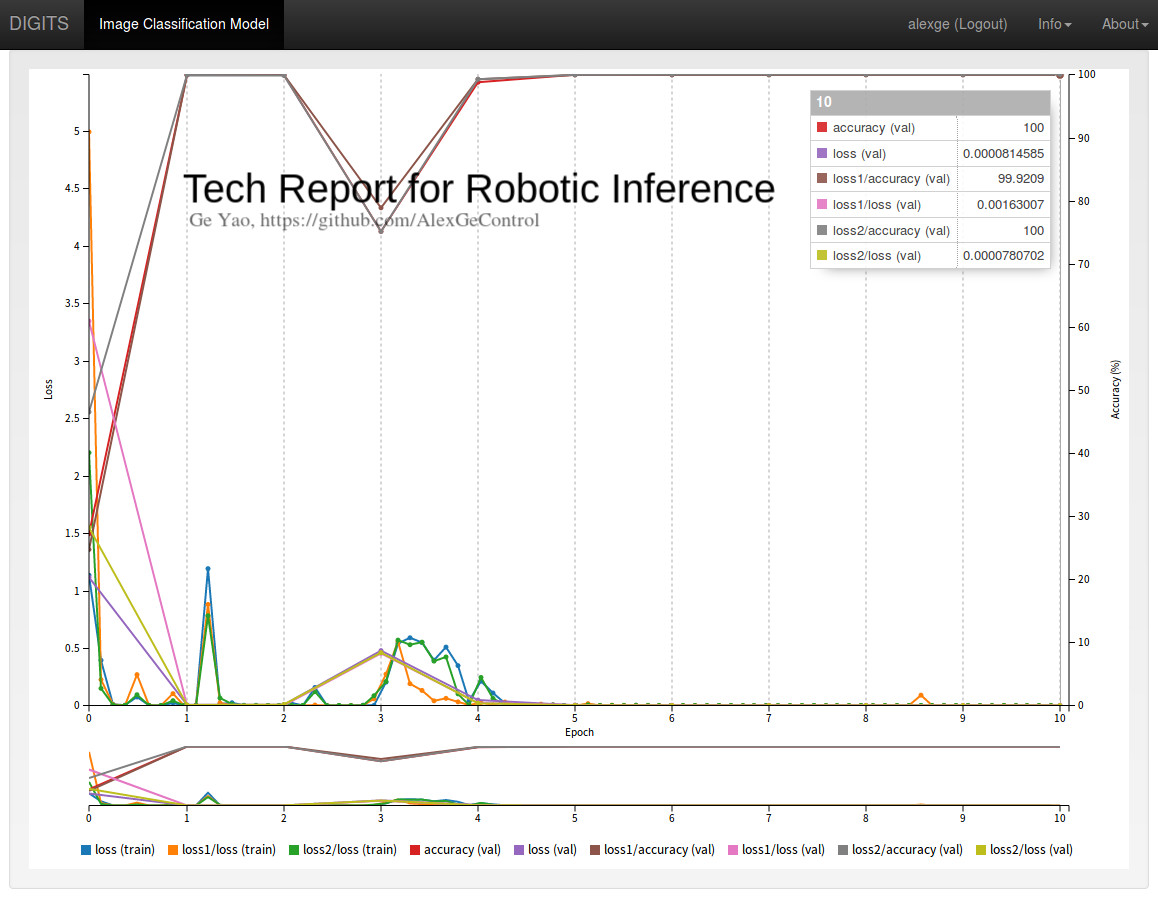 DIGITS Image Classification Model alexge (Logout) Info About
Tech Report for Robotic Inference
Ge Yao, https://github.com/AlexGeControl
10
accuracy (val) 100
loss (val) 0.0000814585
loss1/accuracy (val) 99.9209
loss1/loss (val) 0.00163007
loss2/accuracy (val) 100
loss2/loss (val) 0.0000780702
Loss
5
4.5
4
3.5
3
2.5
2
1.5
1
0.5
0
100
90
80
70
60
50
40
30
20
10
0
Accuracy (%)
0 1 2 3 4 5 6 7 8 9 10
Epoch
0 1 2 3 4 5 6 7 8 9 10
loss (train) loss1/loss (train) loss2/loss (train) accuracy (val) loss (val) loss1/accuracy (val) loss1/loss (val) loss2/accuracy (val) loss2/loss (val)